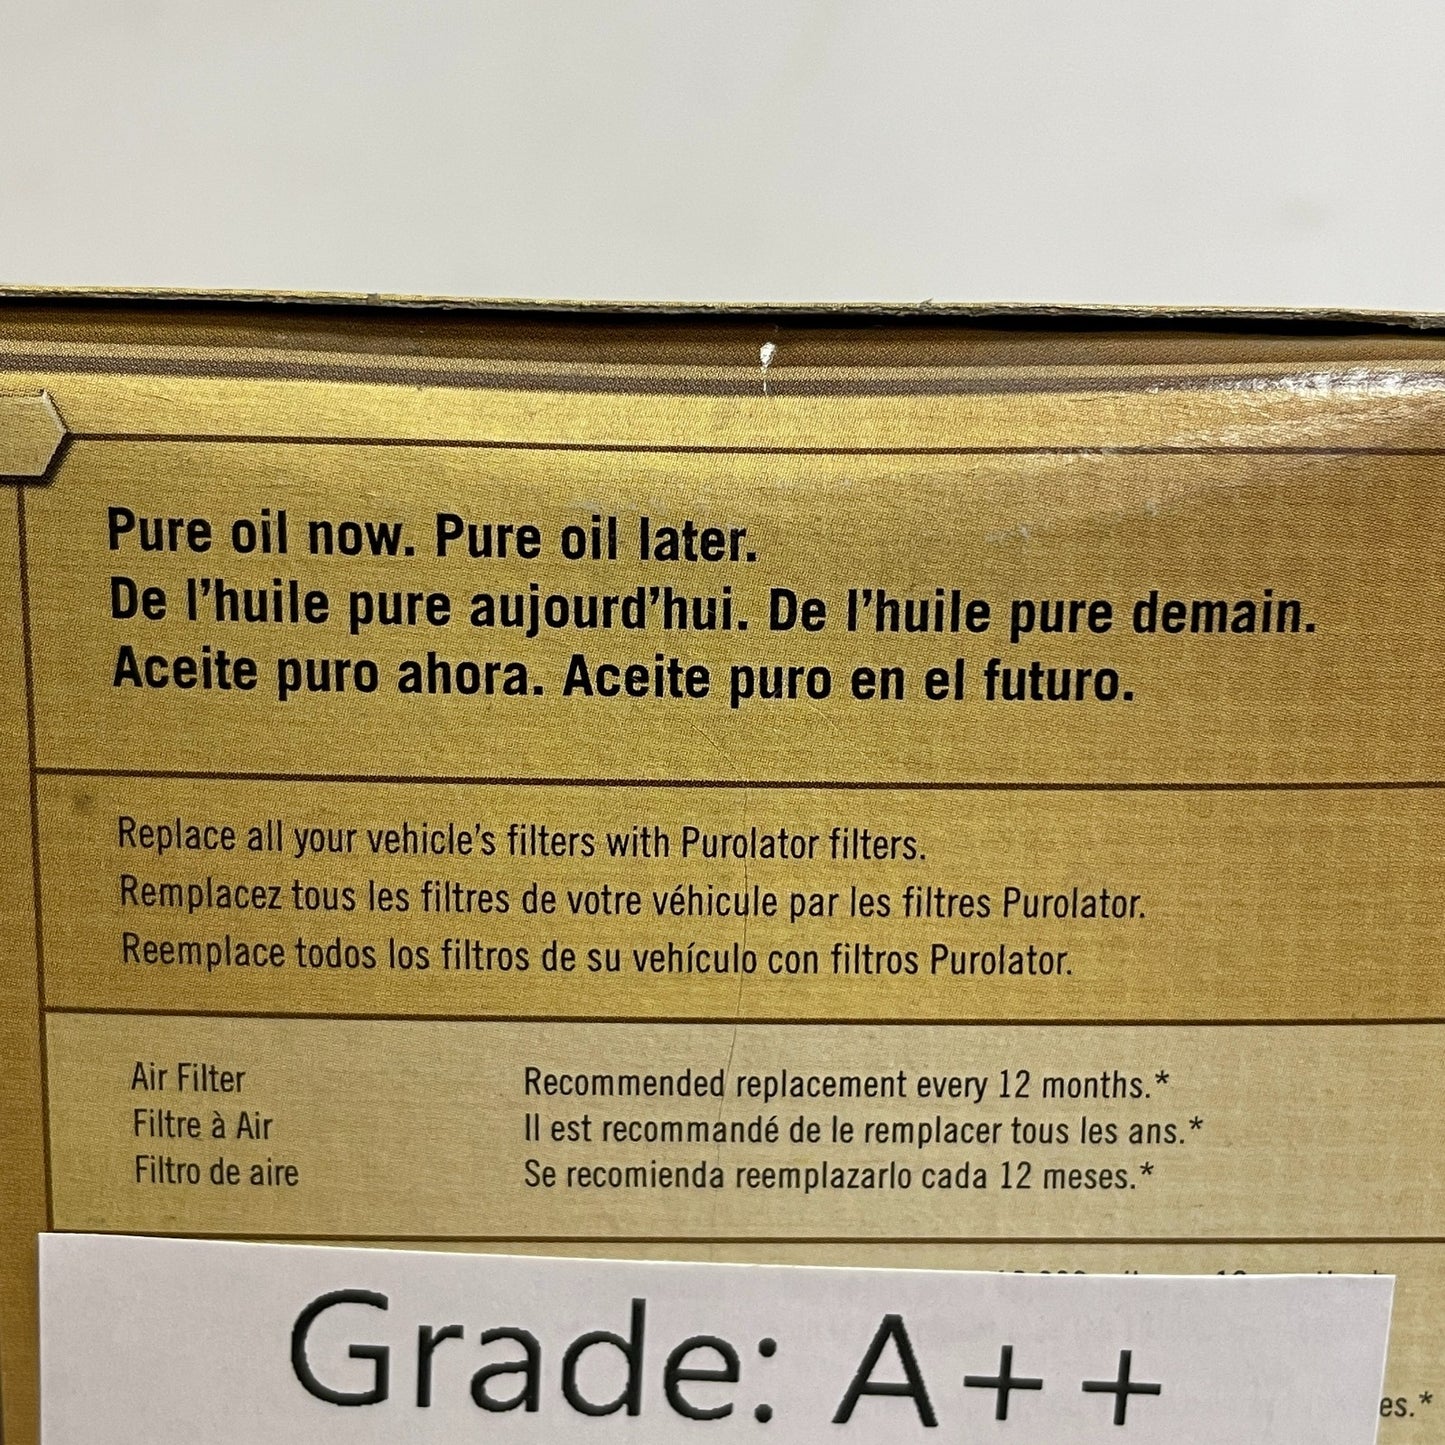 Pure oil now. Pure oil later.
De l'huile pure aujourd'hui. De l'huile pure demain.
Aceite puro ahora. Aceite puro en el futuro.
Replace all your vehicle's filters with Purolator filters.
Remplacez tous les filtres de votre véhicule par les filtres Purolator.
Reemplace todos los filtros de su vehículo con filtros Purolator.
Air Filter Recommended replacement every 12 months.*
Filtre à Air Il est recommandé de le remplacer tous les ans.*
Filtro de aire Se recomienda reemplazarlo cada 12 meses.*
Grade: A++